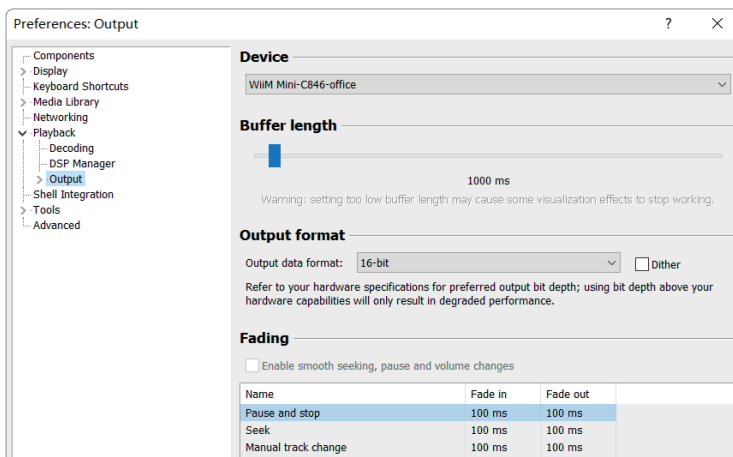 Preferences: Output
?
Components
Display
Keyboard Shortcuts
Media Library
Networking
Playback
Decoding
DSP Manager
Output
Shell Integration
Tools
Advanced
Device
WiiM Mini-C846-office
Buffer length
1000 ms
Warning: setting too low buffer length may cause some visualization effects to stop working.
Output format
Output data format: 16-bit Dither
Refer to your hardware specifications for preferred output bit depth; using bit depth above your
hardware capabilities will only result in degraded performance.
Fading
Enable smooth seeking, pause and volume changes
Name Fade in Fade out
Pause and stop 100 ms 100 ms
Seek 100 ms 100 ms
Manual track change 100 ms 100 ms